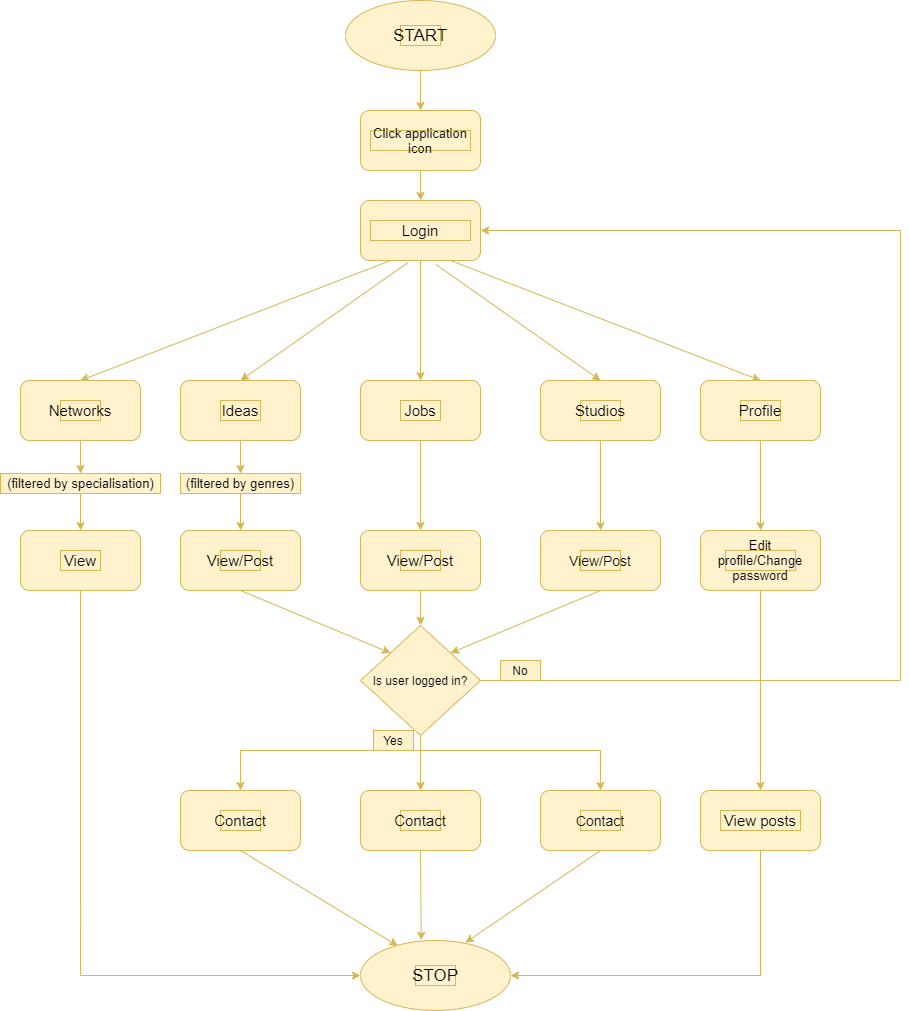 START
Click application
icon
Login
Networks
Ideas
Jobs
Studios
Profile
(filtered by specialisation)
(filtered by genres)
View
View/Post
View/Post
View/Post
Edit
profile/Change
password
Is user logged in?
No
Yes
Contact
Contact
Contact
View posts
STOP